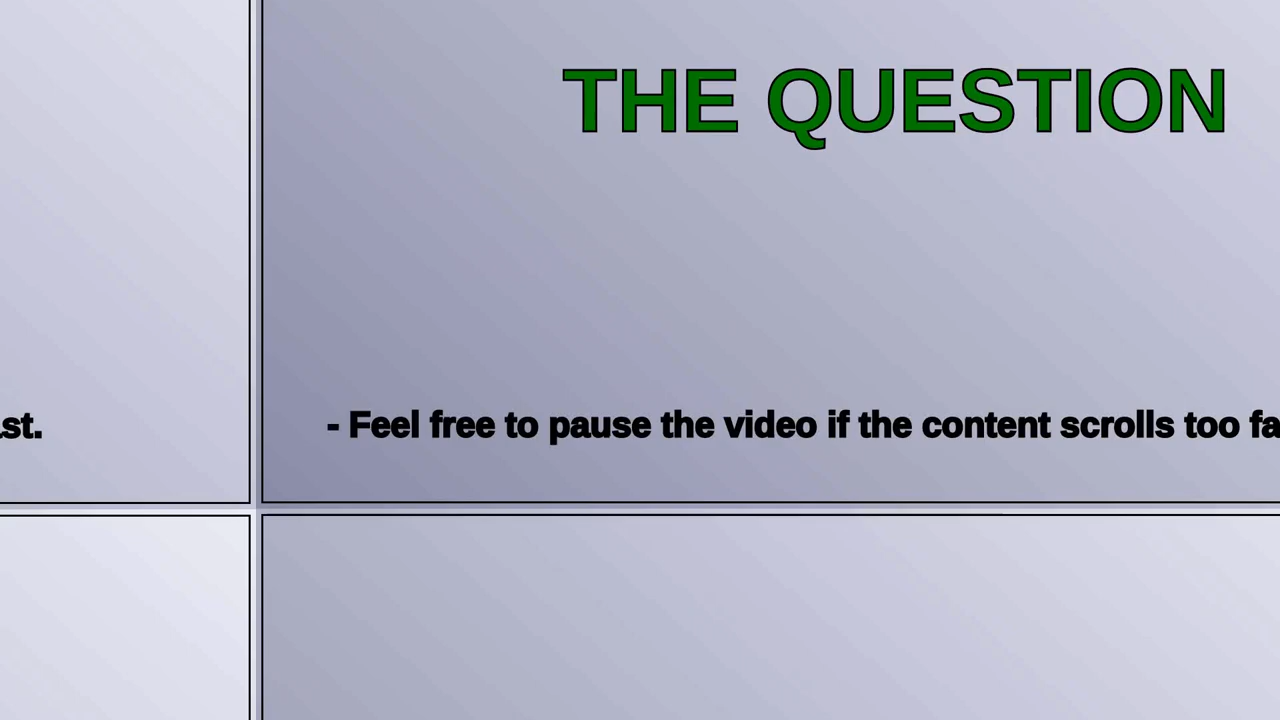 THE QUESTION
st.
- Feel free to pause the video if the content scrolls too fa